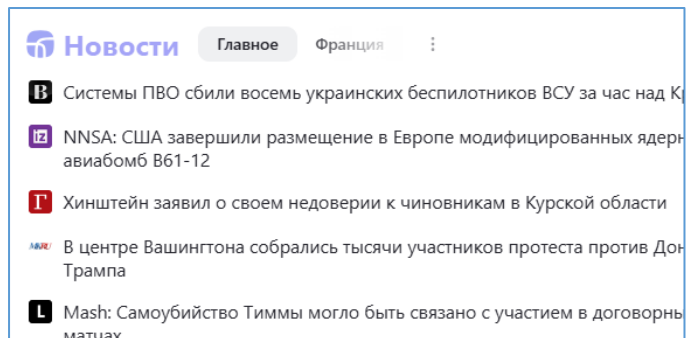 Новости Главное Франция
Системы ПВО сбили восемь украинских беспилотников ВСУ за час над
NNSA: США завершили размещение в Европе модифицированных
авиабомб B61-12
Хинштейн заявил о своем недоверии к чиновникам в Курской области
В центре Вашингтона собрались тысячи участников протеста против
Трампа
Mash: Самоубийство Тиммы могло быть связано с участием в
матчах